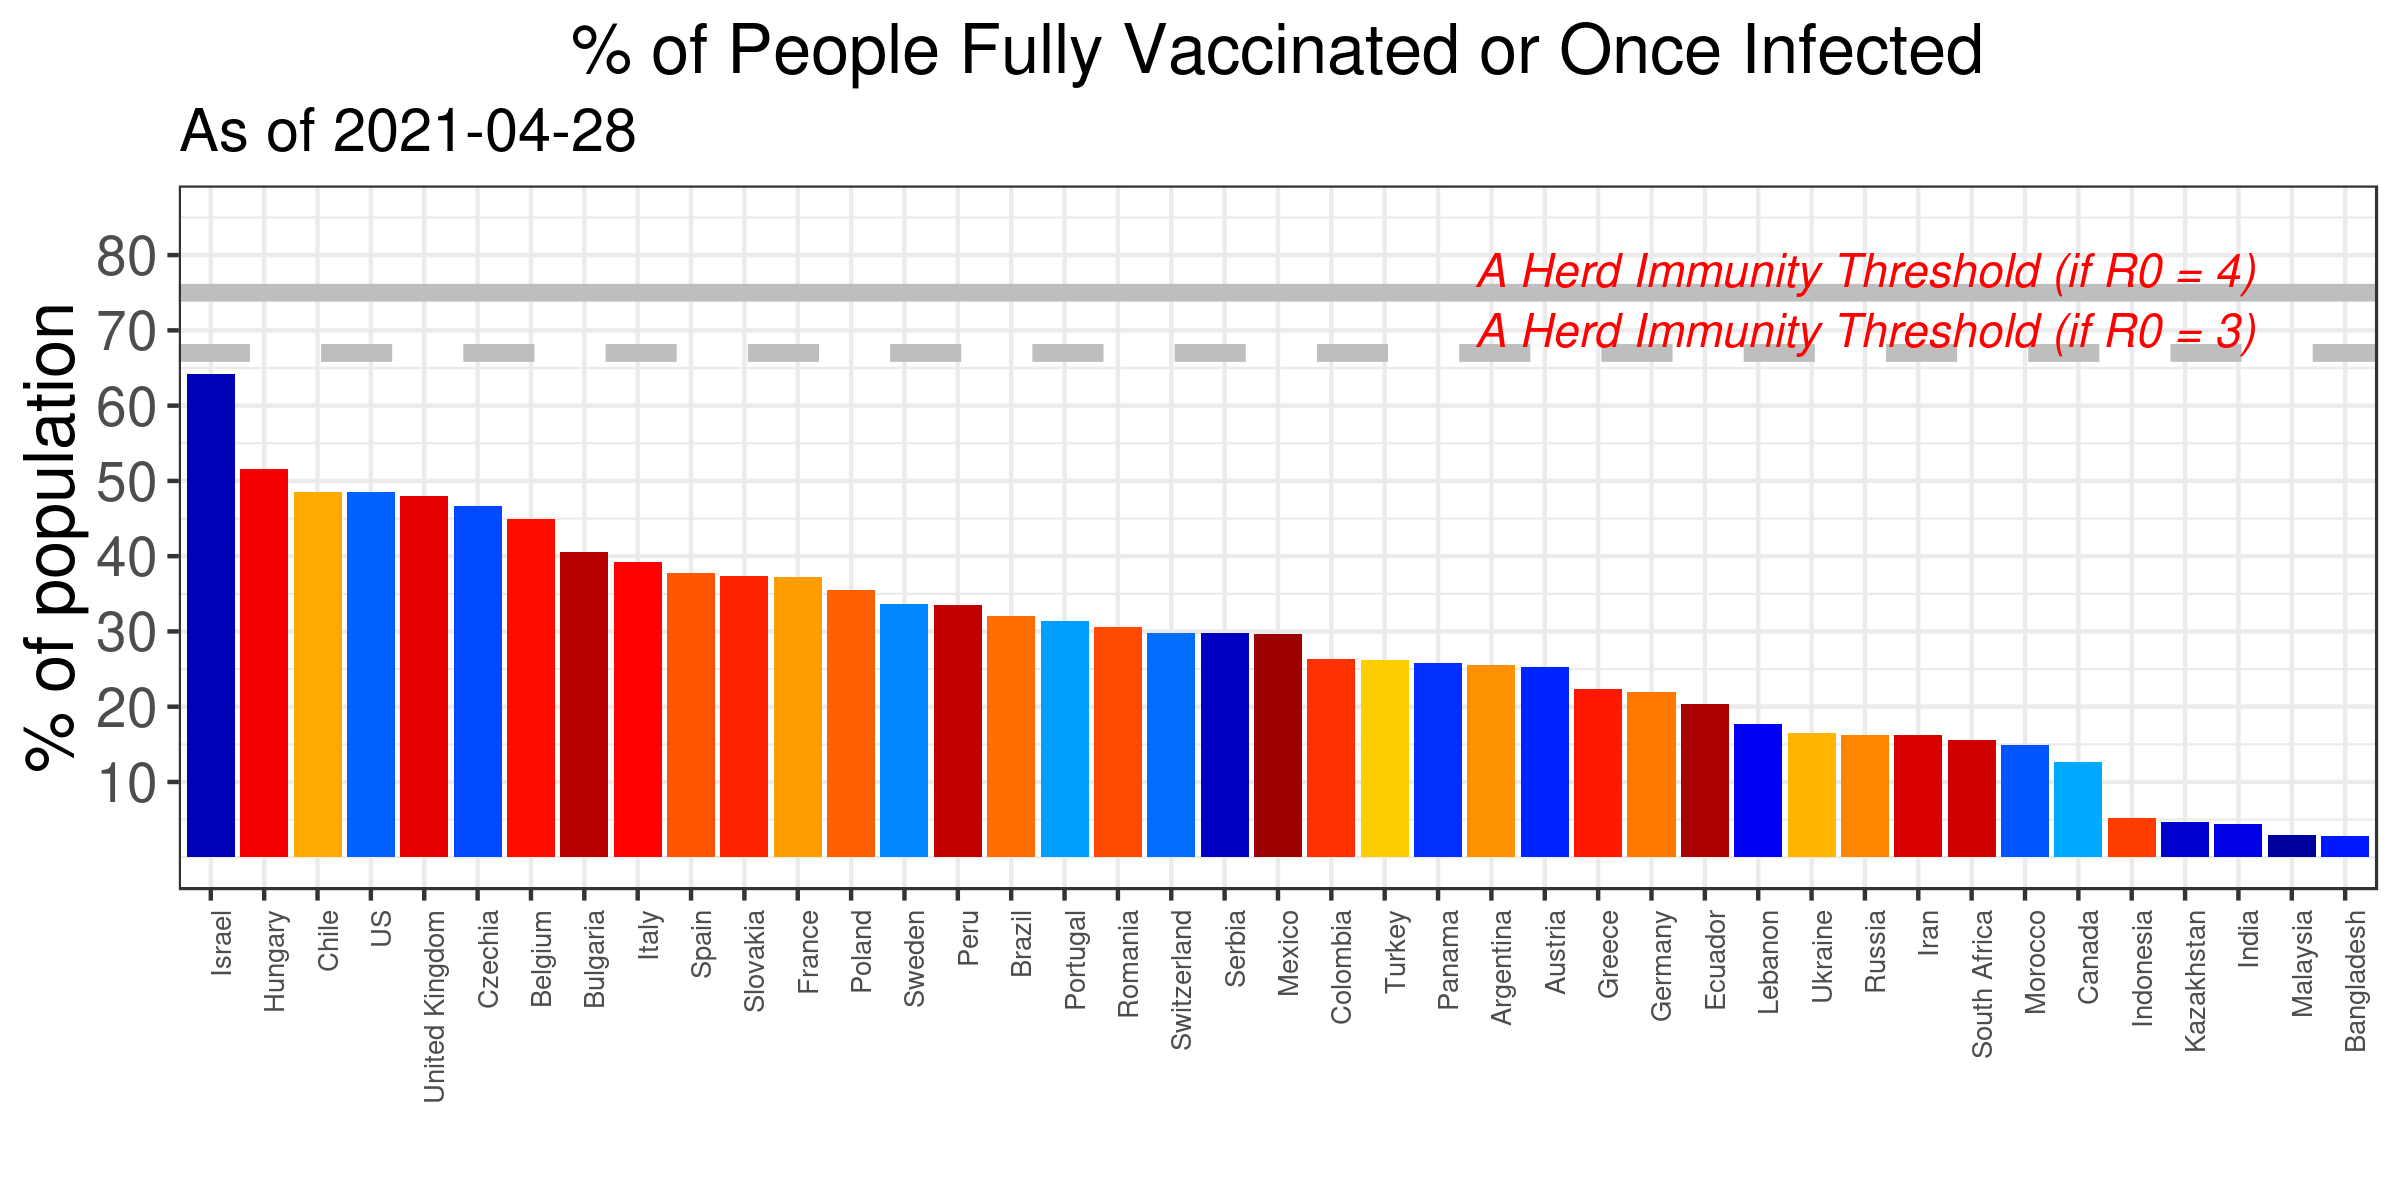 % of People Fully Vaccinated or Once Infected
As of 2021-04-28
% of population
80
70
60
50
40
30
20
10
A Herd Immunity Threshold (if R0 = 4)
A Herd Immunity Threshold (if R0 = 3)
Israel
Hungary
Chile
US
United Kingdom
Czechia
Belgium
Bulgaria
Italy
Spain
Slovakia
France
Poland
Sweden
Peru
Brazil
Portugal
Romania
Switzerland
Serbia
Mexico
Colombia
Turkey
Panama
Argentina
Austria
Greece
Germany
Ecuador
Lebanon
Ukraine
Russia
Iran
South Africa
Morocco
Canada
Indonesia
Kazakhstan
India
Malaysia
Bangladesh